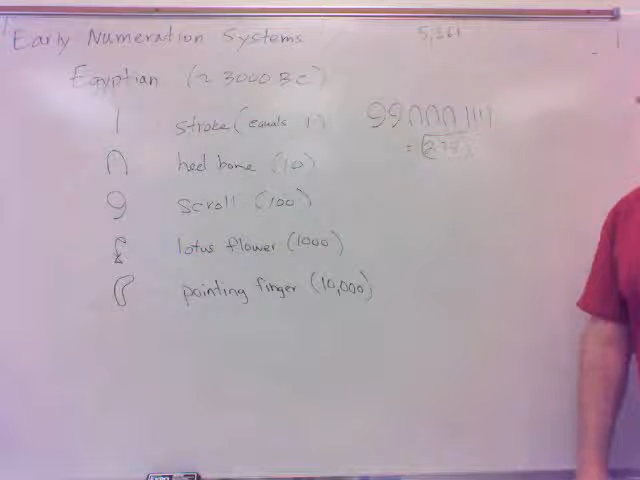 Early Numeration Systems
5,361
Egyptian (~ 3000 BC)
| stroke (equals 1)
∩ heel bone (10)
9 scroll (100)
lotus flower (1000)
pointing finger (10,000)
99∩∩∩||||
=